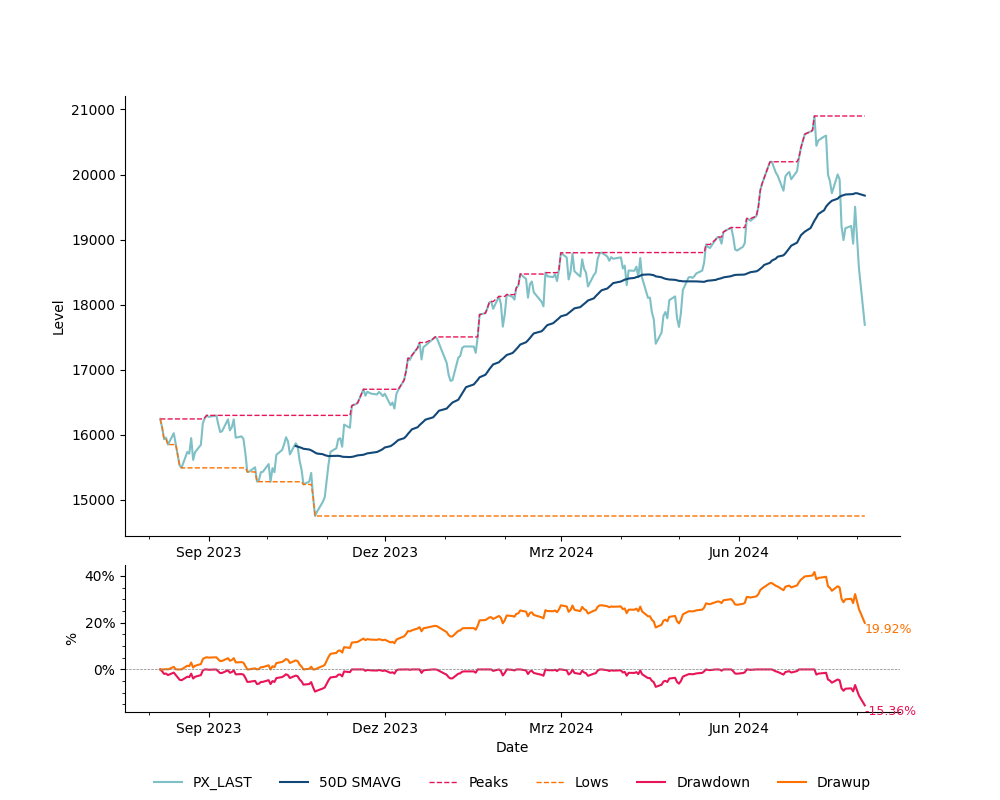 21000
20000
19000
18000
17000
16000
15000
Level
Sep 2023 Dez 2023 Mrz 2024 Jun 2024
40%
20%
0%
%
19.92%
-15.36%
Sep 2023 Dez 2023 Mrz 2024 Jun 2024
Date
PX_LAST 50D SMAVG Peaks Lows Drawdown Drawup